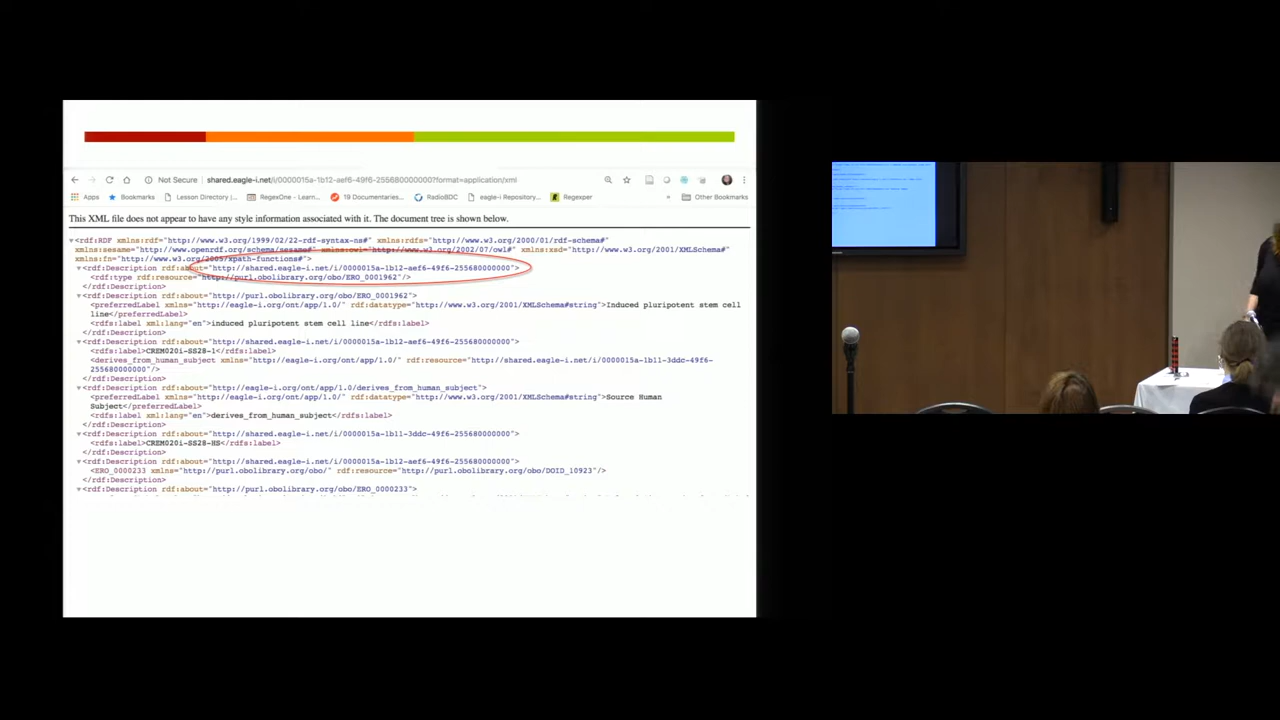 Not Secure | shared.eagle-i.net/i/0000015a-1b12-aef6-49f6-255680000000?format=application/xml
Apps Bookmarks Lesson Directory |... RegexOne - Learn... 19 Documentaries... RadioBDC eagle-i Repository... Regexper » Other Bookmarks
This XML file does not appear to have any style information associated with it. The document tree is shown below.
▼<rdf:RDF xmlns:rdf="http://www.w3.org/1999/02/22-rdf-syntax-ns#" xmlns:rdfs="http://www.w3.org/2000/01/rdf-schema#"
xmlns:sesame="http://www.openrdf.org/schema/sesame#" xmlns:owl="http://www.w3.org/2002/07/owl#" xmlns:xsd="http://www.w3.org/2001/XMLSchema#"
xmlns:fn="http://www.w3.org/2005/xpath-functions#">
▼<rdf:Description rdf:about="http://shared.eagle-i.net/i/0000015a-1b12-aef6-49f6-255680000000">
<rdf:type rdf:resource="http://purl.obolibrary.org/obo/ERO_0001962"/>
</rdf:Description>
▼<rdf:Description rdf:about="http://purl.obolibrary.org/obo/ERO_0001962">
<preferredLabel xmlns="http://eagle-i.org/ont/app/1.0/" rdf:datatype="http://www.w3.org/2001/XMLSchema#string">Induced pluripotent stem cell
line</preferredLabel>
<rdfs:label xml:lang="en">induced pluripotent stem cell line</rdfs:label>
</rdf:Description>
▼<rdf:Description rdf:about="http://shared.eagle-i.net/i/0000015a-1b12-aef6-49f6-255680000000">
<rdfs:label>CREM020i-SS28-1</rdfs:label>
<derives_from_human_subject xmlns="http://eagle-i.org/ont/app/1.0/" rdf:resource="http://shared.eagle-i.net/i/0000015a-1b11-3ddc-49f6-
255680000000"/>
</rdf:Description>
▼<rdf:Description rdf:about="http://eagle-i.org/ont/app/1.0/derives_from_human_subject">
<preferredLabel xmlns="http://eagle-i.org/ont/app/1.0/" rdf:datatype="http://www.w3.org/2001/XMLSchema#string">Source Human
Subject</preferredLabel>
<rdfs:label xml:lang="en">derives_from_human_subject</rdfs:label>
</rdf:Description>
▼<rdf:Description rdf:about="http://shared.eagle-i.net/i/0000015a-1b11-3ddc-49f6-255680000000">
<rdfs:label>CREM020i-SS28-HS</rdfs:label>
</rdf:Description>
▼<rdf:Description rdf:about="http://shared.eagle-i.net/i/0000015a-1b12-aef6-49f6-255680000000">
<ERO_0000233 xmlns="http://purl.obolibrary.org/obo/" rdf:resource="http://purl.obolibrary.org/obo/DOID_10923"/>
</rdf:Description>
▼<rdf:Description rdf:about="http://purl.obolibrary.org/obo/ERO_0000233">